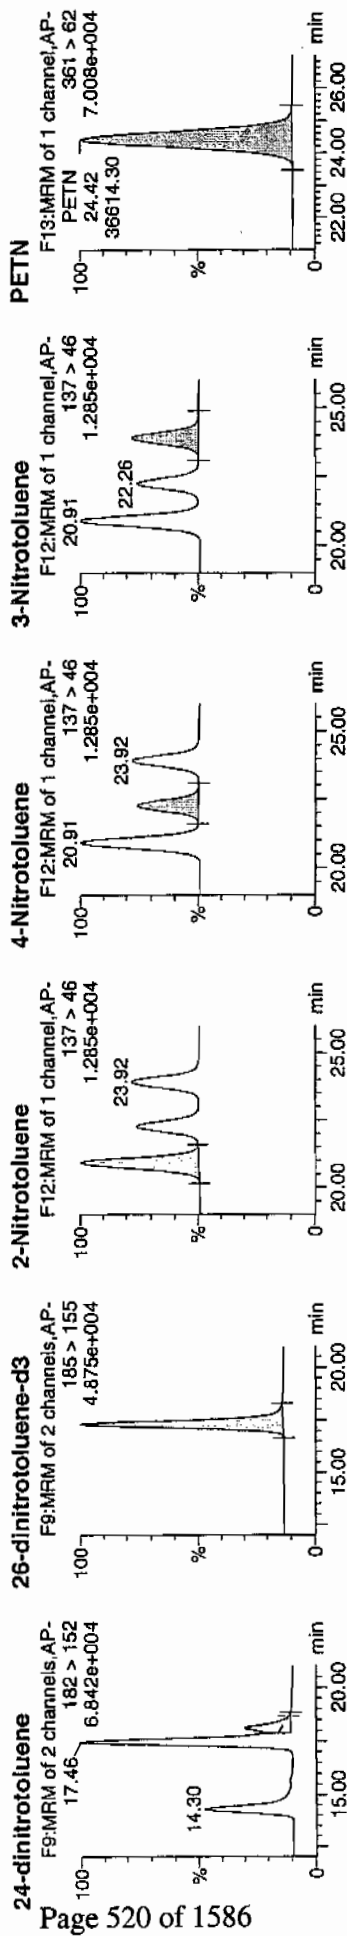 24-dinitrotoluene
F9:MRM of 2 channels,AP-
182 > 152
6.842e+004
17.46
14.30
100
%
0
15.00
20.00
min
26-dinitrotoluene-d3
F9:MRM of 2 channels,AP-
185 > 155
4.875e+004
100
%
0
15.00
20.00
min
2-Nitrotoluene
F12:MRM of 1 channel,AP-
137 > 46
1.285e+004
23.92
100
%
0
20.00
25.00
min
4-Nitrotoluene
F12:MRM of 1 channel,AP-
137 > 46
1.285e+004
20.91
23.92
100
%
0
20.00
25.00
min
3-Nitrotoluene
F12:MRM of 1 channel,AP-
137 > 46
1.285e+004
20.91
22.26
100
%
0
20.00
25.00
min
PETN
F13:MRM of 1 channel,AP-
361 > 62
7.008e+004
PETN
24.42
36614.30
100
%
0
22.00
24.00
26.00
min
Page 520 of 1586